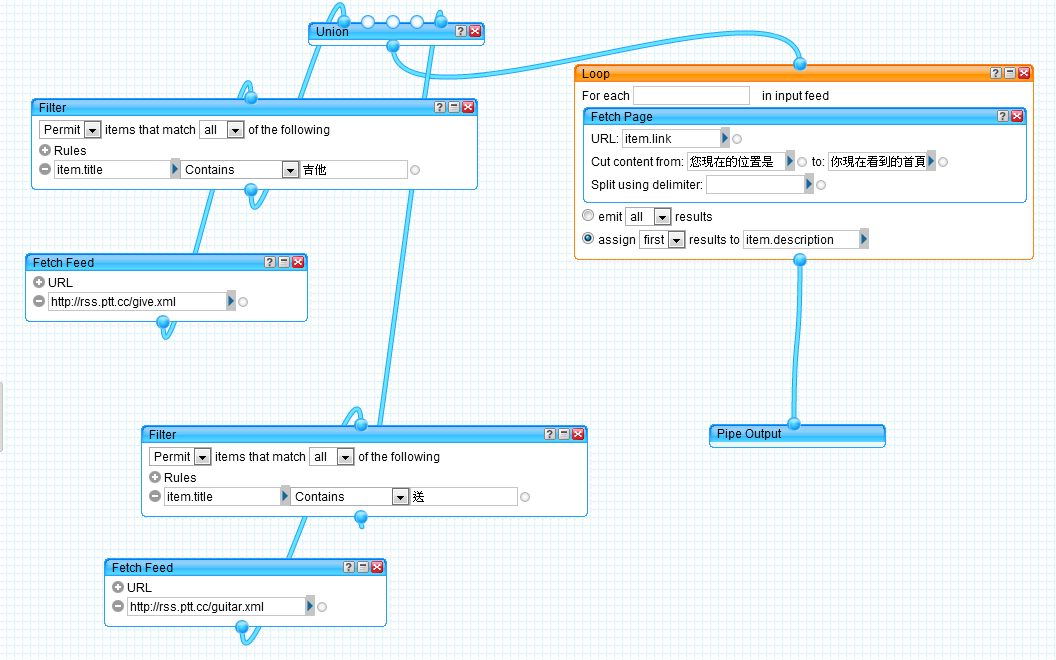 Union
Filter
Permit items that match all of the following
Rules
item.title Contains 吉他
Fetch Feed
URL
http://rss.ptt.cc/give.xml
Filter
Permit items that match all of the following
Rules
item.title Contains 送
Fetch Feed
URL
http://rss.ptt.cc/guitar.xml
Loop
For each in input feed
Fetch Page
URL: item.link
Cut content from: 您現在的位置是 to: 你現在看到的首頁
Split using delimiter:
emit all results
assign first results to item.description
Pipe Output